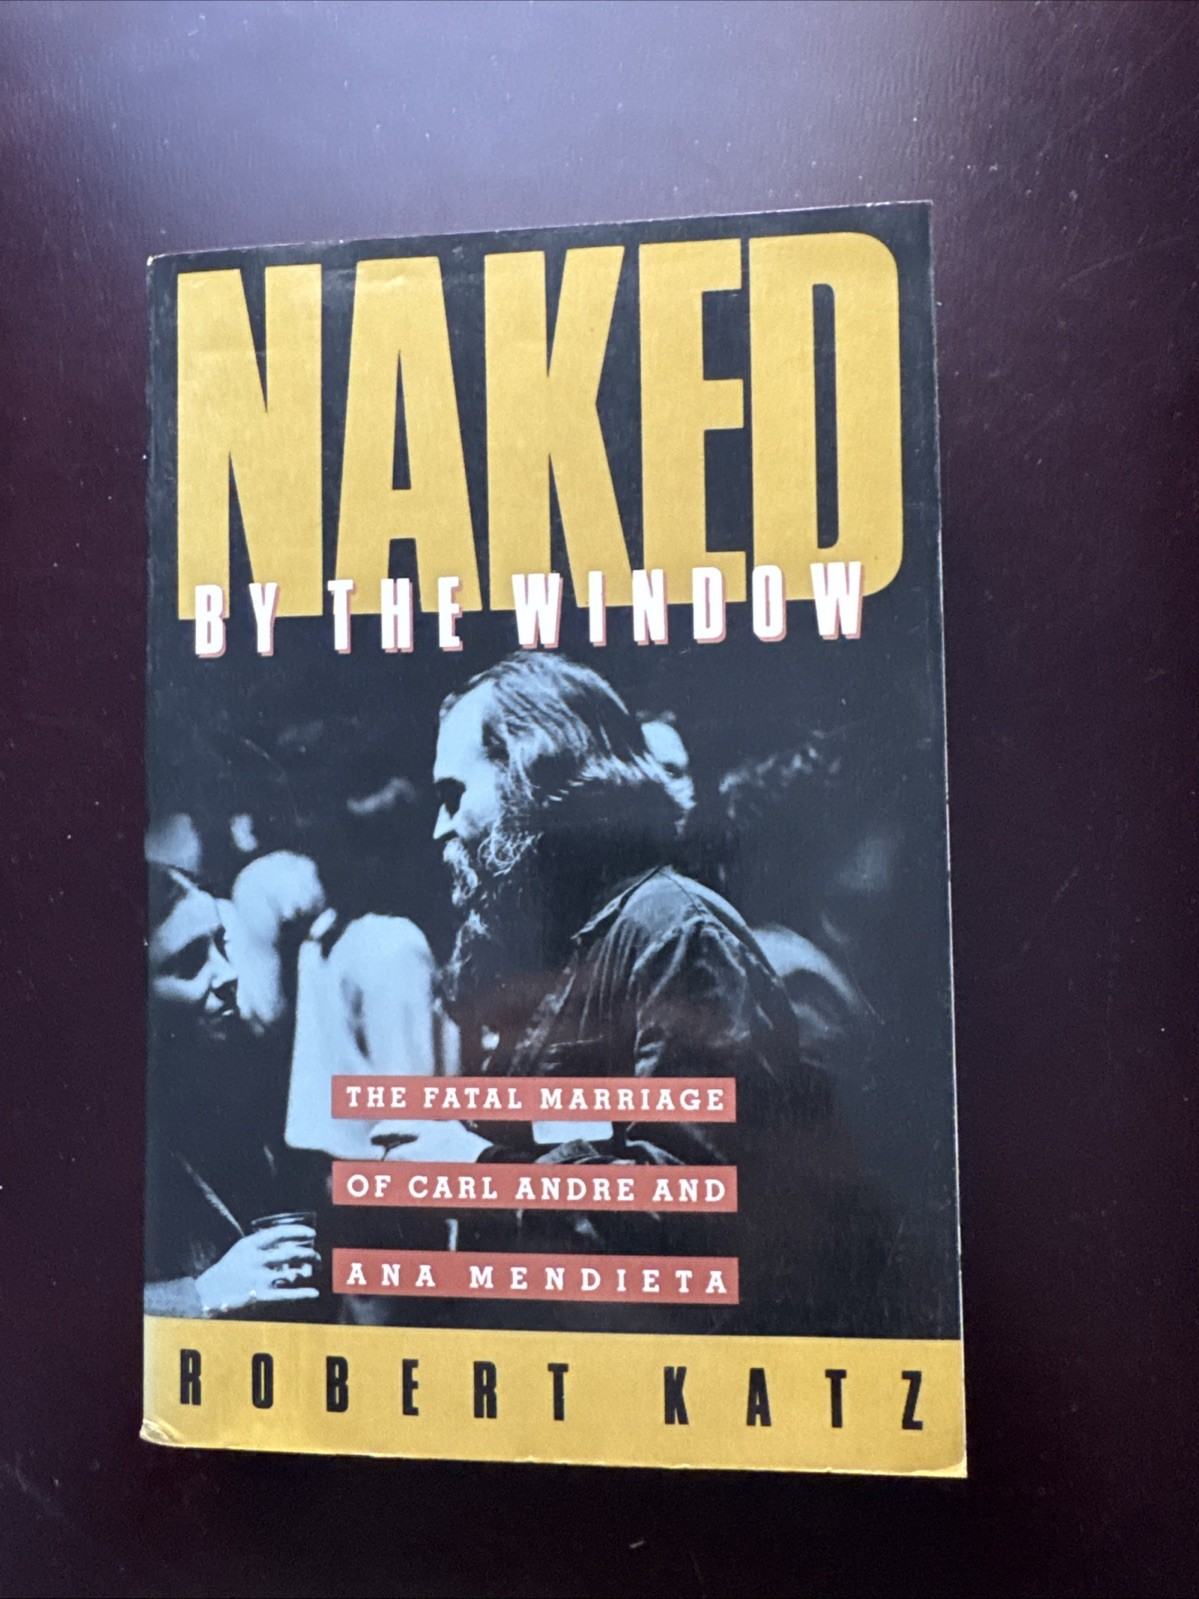 NAKED
BY THE WINDOW
THE FATAL MARRIAGE
OF CARL ANDRE AND
ANA MENDIETA
ROBERT KATZ